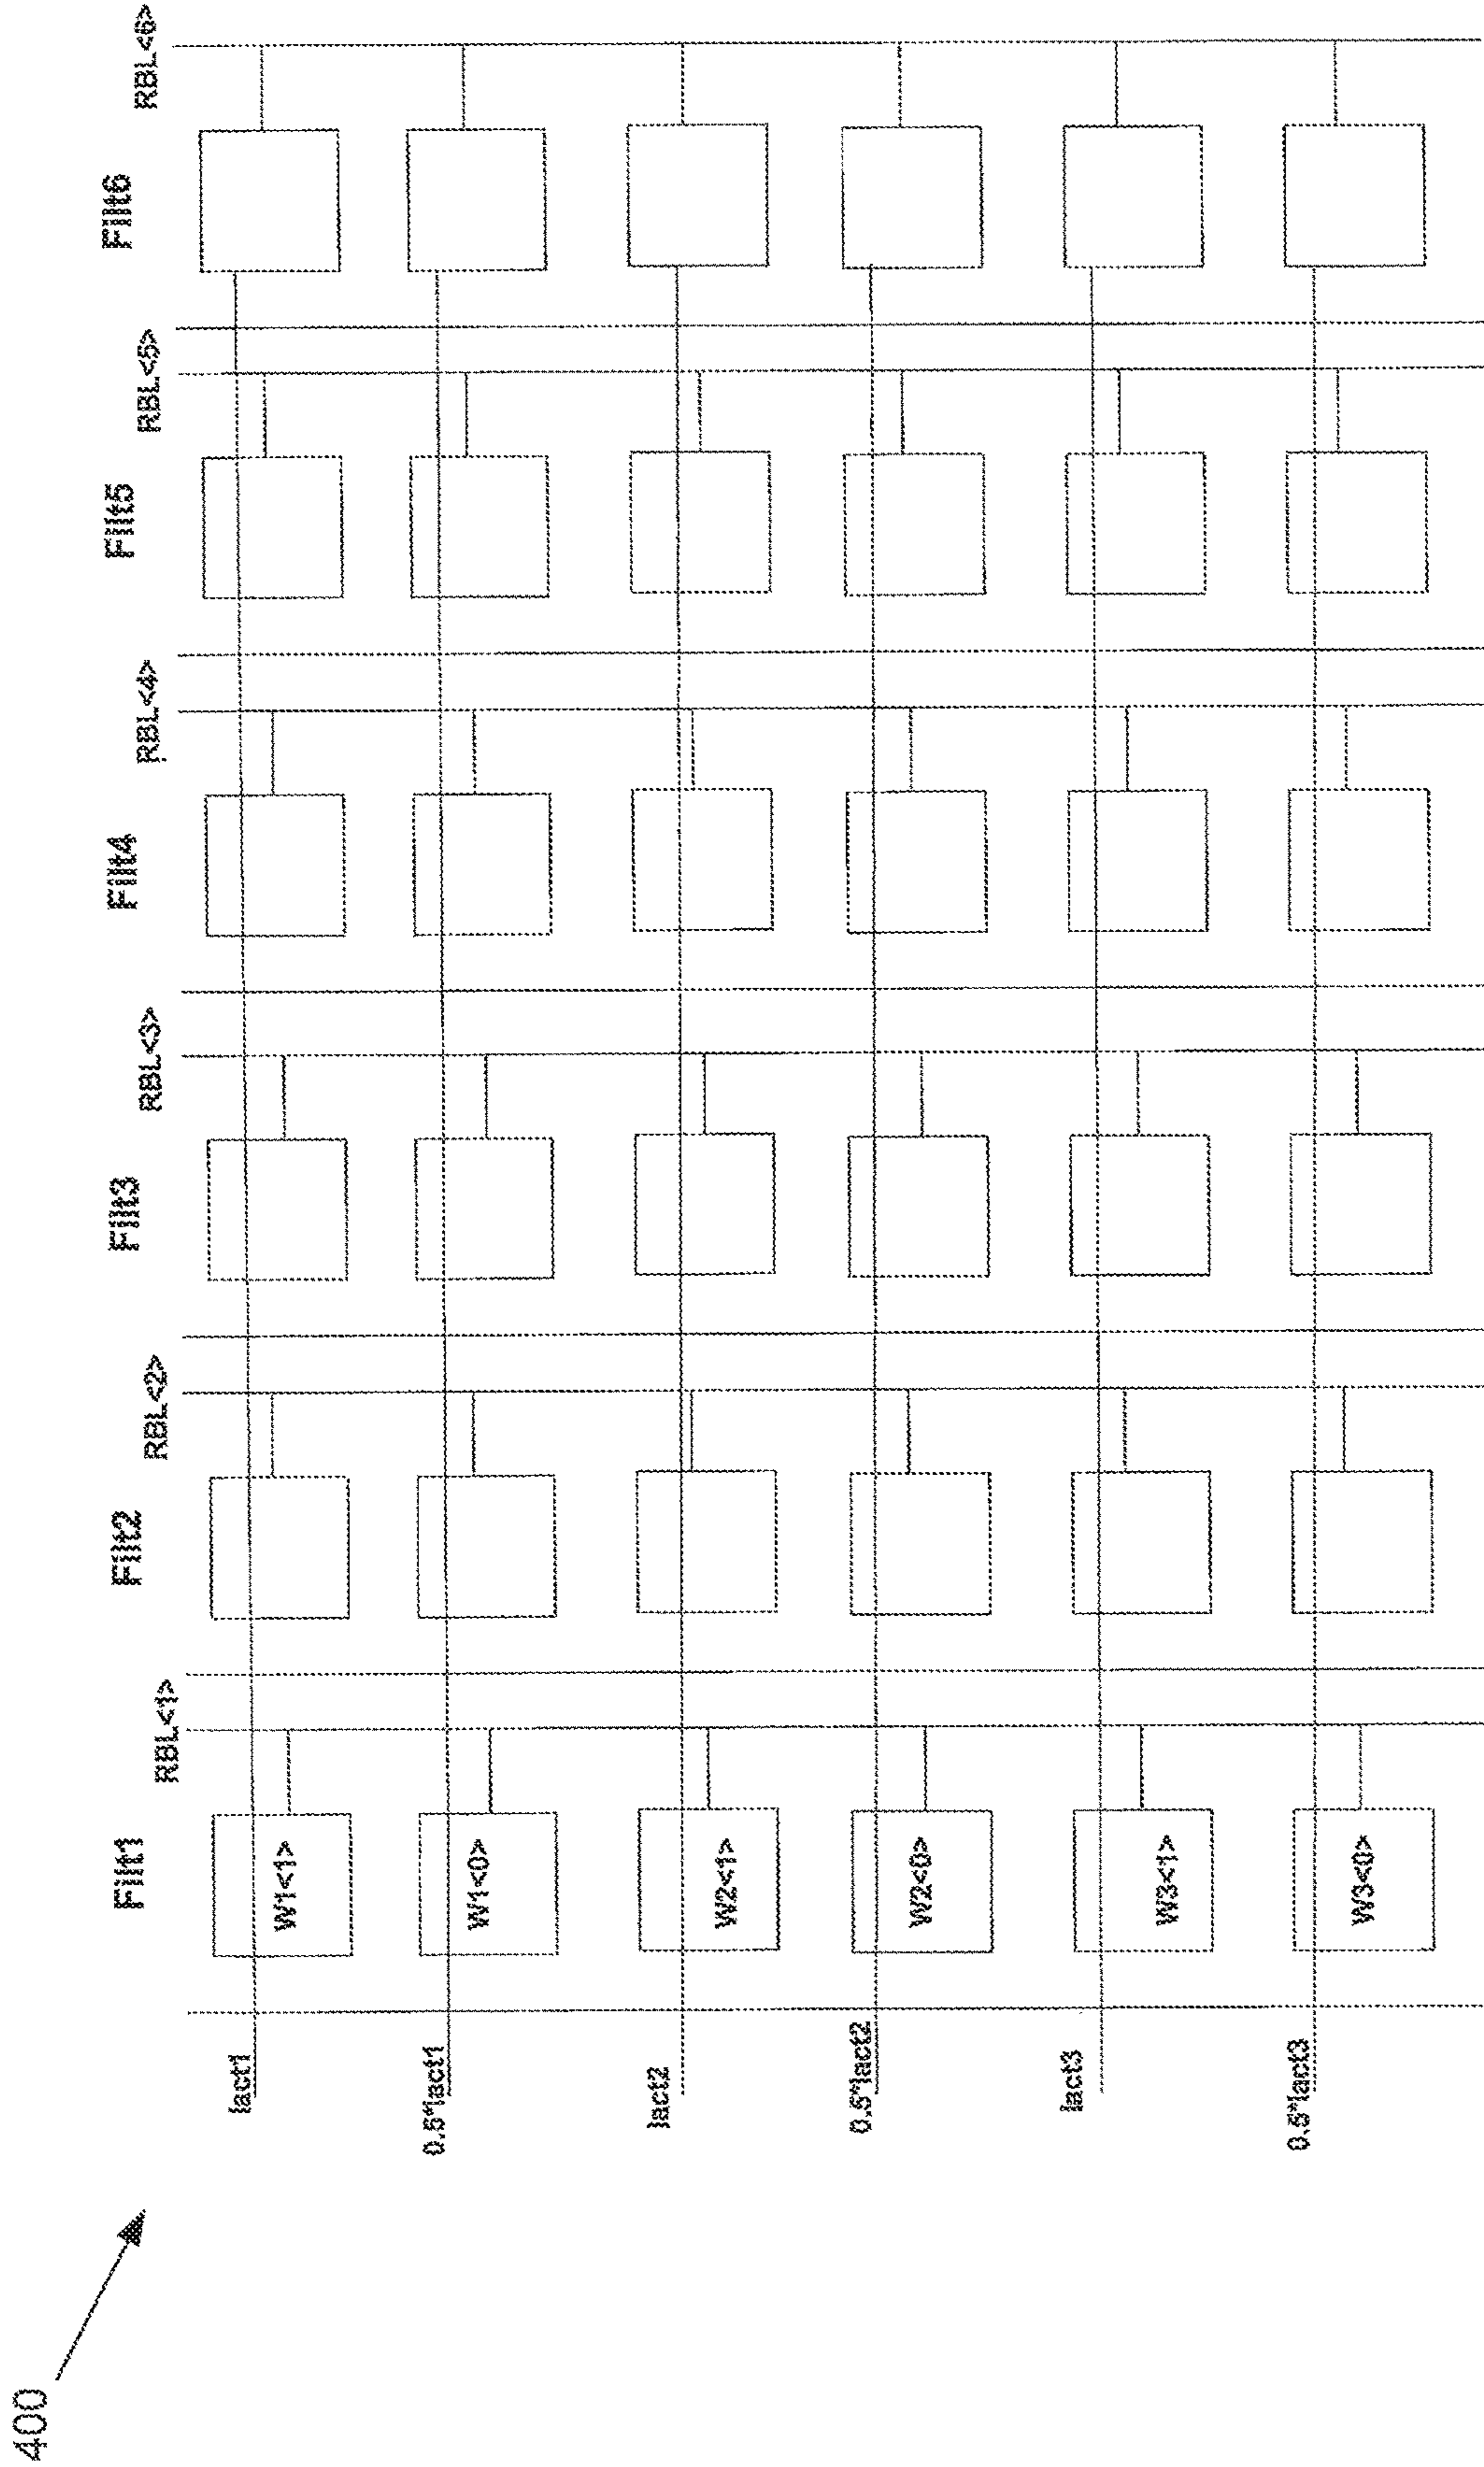 400
Filt1
Filt2
Filt3
Filt4
Filt5
Filt6
RBL<1>
RBL<2>
RBL<3>
RBL<4>
RBL<5>
RBL<6>
Iact1
W1<1>
0.5*Iact1
W1<0>
Iact2
W2<1>
0.5*Iact2
W2<0>
Iact3
W3<1>
0.5*Iact3
W3<0>